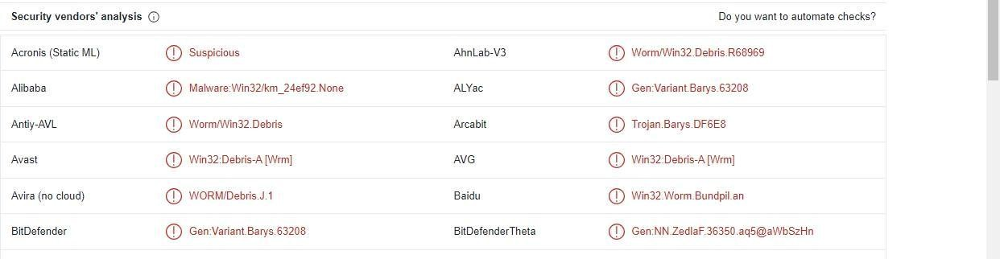 Security vendors' analysis Do you want to automate checks?
Acronis (Static ML) Suspicious AhnLab-V3 Worm/Win32.Debris.R68969
Alibaba Malware:Win32/km_24ef92.None ALYac Gen:Variant.Barys.63208
Antiy-AVL Worm/Win32.Debris Arcabit Trojan.Barys.DF6E8
Avast Win32:Debris-A [Wrm] AVG Win32:Debris-A [Wrm]
Avira (no cloud) WORM/Debris.J.1 Baidu Win32.Worm.Bundpil.an
BitDefender Gen:Variant.Barys.63208 BitDefenderTheta Gen:NN.ZedlaF.36350.aq5@aWbSzHn